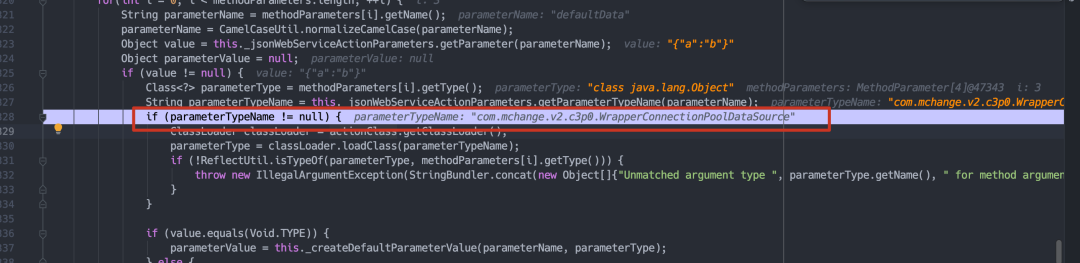 320 for(int i = 0; i < methodParameters.length; ++i) { i: 3
321 String parameterName = methodParameters[i].getName(); parameterName: "defaultData"
322 parameterName = CamelCaseUtil.normalizeCamelCase(parameterName);
323 Object value = this._jsonWebServiceActionParameters.getParameter(parameterName); value: "{"a":"b"}"
324 Object parameterValue = null; parameterValue: null
325 if (value != null) { value: "{"a":"b"}"
326 Class<?> parameterType = methodParameters[i].getType(); parameterType: "class java.lang.Object" methodParameters: MethodParameter[4]@47343 i: 3
327 String parameterTypeName = this._jsonWebServiceActionParameters.getParameterTypeName(parameterName); parameterTypeName: "com.mchange.v2.c3p0.WrapperCo
328 if (parameterTypeName != null) { parameterTypeName: "com.mchange.v2.c3p0.WrapperConnectionPoolDataSource"
329 ClassLoader classLoader = actionClass.getClassLoader();
330 parameterType = classLoader.loadClass(parameterTypeName);
331 if (!ReflectUtil.isTypeOf(parameterType, methodParameters[i].getType())) {
332 throw new IllegalArgumentException(StringBundler.concat(new Object[]{"Unmatched argument type ", parameterType.getName(), " for method argumen
333 }
334 }
335
336 if (value.equals(Void.TYPE)) {
337 parameterValue = this._createDefaultParameterValue(parameterName, parameterType);
338 } else {